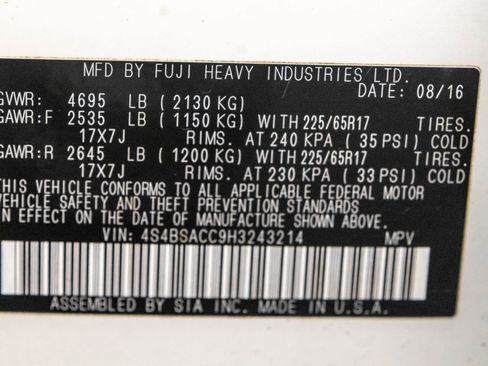 MFD BY FUJI HEAVY INDUSTRIES LTD.
DATE: 08/16
GVWR: 4695 LB ( 2130 KG)
GAWR:F 2535 LB ( 1150 KG) WITH 225/65R17 TIRES.
17X7J RIMS. AT 240 KPA ( 35 PSI) COLD
GAWR:R 2645 LB ( 1200 KG) WITH 225/65R17 TIRES.
17X7J RIMS. AT 230 KPA ( 33 PSI) COLD
THIS VEHICLE CONFORMS TO ALL APPLICABLE FEDERAL MOTOR
VEHICLE SAFETY AND THEFT PREVENTION STANDARDS
IN EFFECT ON THE DATE OF MANUFACTURE SHOWN ABOVE.
VIN: 4S4BSACC9H3243214 MPV
ASSEMBLED BY SIA INC. MADE IN U.S.A.